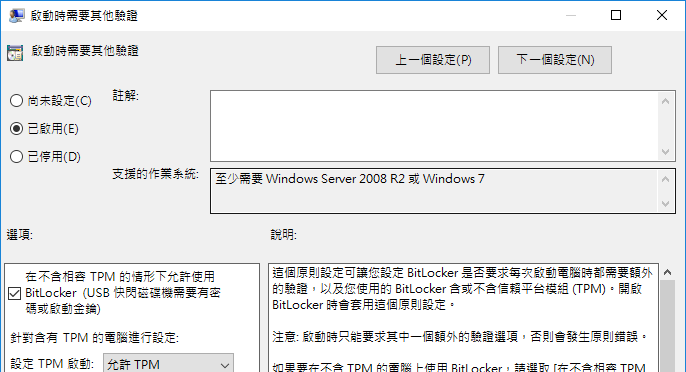 啟動時需要其他驗證
啟動時需要其他驗證
上一個設定(P)
下一個設定(N)
尚未設定(C)
註解:
已啟用(E)
已停用(D)
支援的作業系統:
至少需要 Windows Server 2008 R2 或 Windows 7
選項:
說明:
在不含相容 TPM 的情形下允許使用
BitLocker (USB 快閃磁碟機需要有密
碼或啟動金鑰)
針對含有 TPM 的電腦進行設定:
設定 TPM 啟動:
允許 TPM
這個原則設定可讓您設定 BitLocker 是否要求每次啟動電腦時都需要額外
的驗證，以及您使用的 BitLocker 含或不含信賴平台模組 (TPM)。開啟
BitLocker 時會套用這個原則設定。
注意: 啟動時只能要求其中一個額外的驗證選項，否則會發生原則錯誤。
如果要在不含 TPM 的電腦上使用 BitLocker，請選取 [在不含相容 TPM